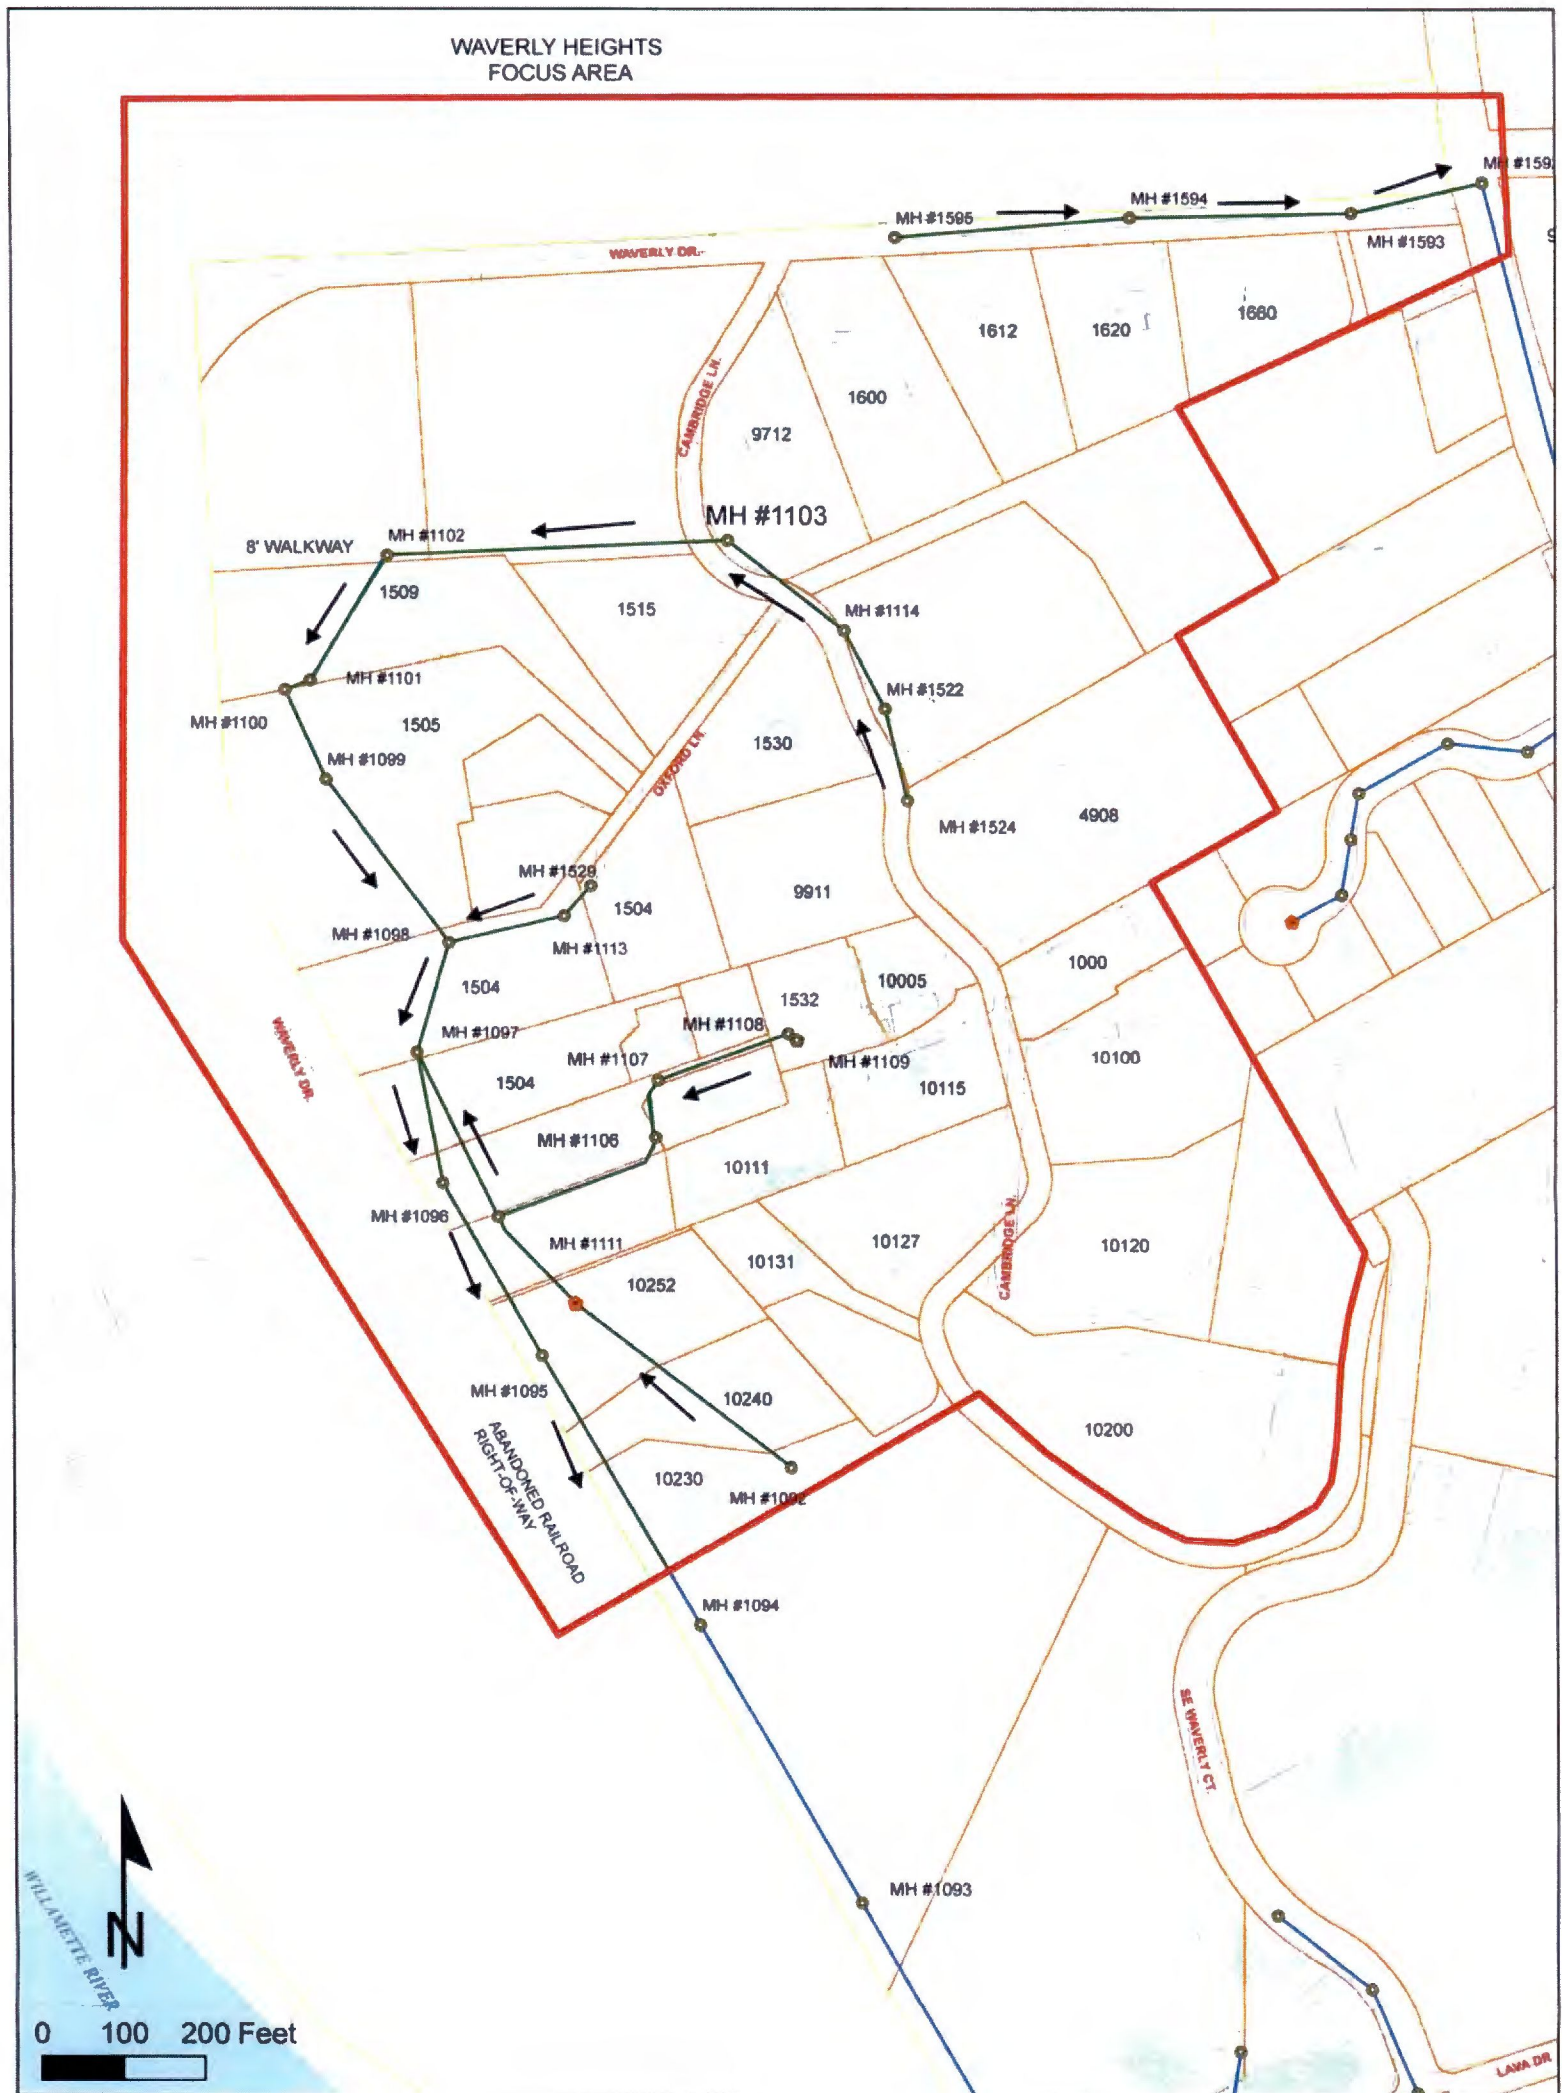 WAVERLY HEIGHTS
FOCUS AREA
MH #1595
MH #1594
MH #1593
WAVERLY DR.
1612
1620
1660
CAMBRIDGE LN.
1600
9712
MH #1103
MH #1102
8' WALKWAY
1509
1515
MH #1114
MH #1101
MH #1522
MH #1100
1505
1530
MH #1099
OXFORD LN.
4908
MH #1524
MH #1529
1504
9911
MH #1098
MH #1113
1000
10005
1504
1532
WAVERLY DR.
MH #1097
MH #1108
MH #1107
MH #1109
10100
1504
10115
MH #1106
10111
MH #1096
MH #1111
10127
CAMBRIDGE LN.
10120
10131
10252
MH #1095
10240
ABANDONED RAILROAD
RIGHT-OF-WAY
10200
10230
MH #1092
MH #1094
SE WAVERLY CT.
MH #1093
WILLAMETTE RIVER
N
0 100 200 Feet
LAVA DR